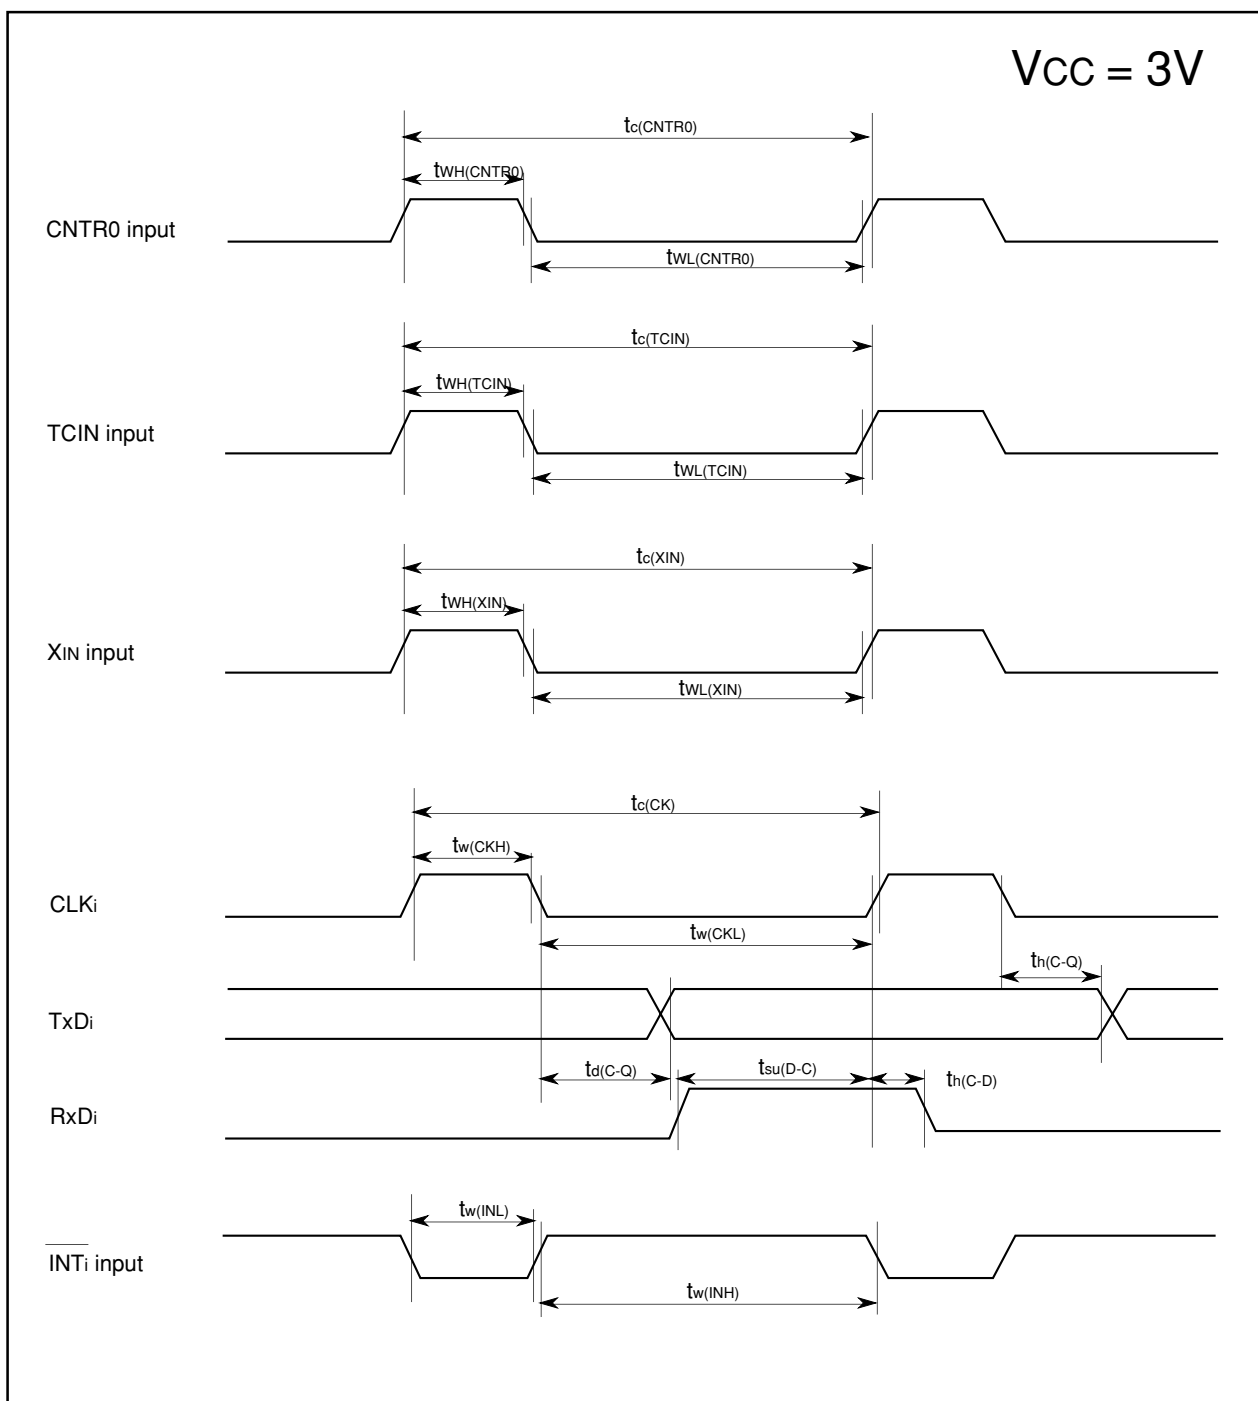 VCC = 3V
tc(CNTR0)
tWH(CNTR0)
CNTR0 input
tWL(CNTR0)
tc(TCIN)
tWH(TCIN)
TCIN input
tWL(TCIN)
tc(XIN)
tWH(XIN)
XIN input
tWL(XIN)
tc(CK)
tw(CKH)
CLKi
tw(CKL)
th(C-Q)
TxDi
td(C-Q)
tsu(D-C)
th(C-D)
RxDi
tw(INL)
INTi input
tw(INH)